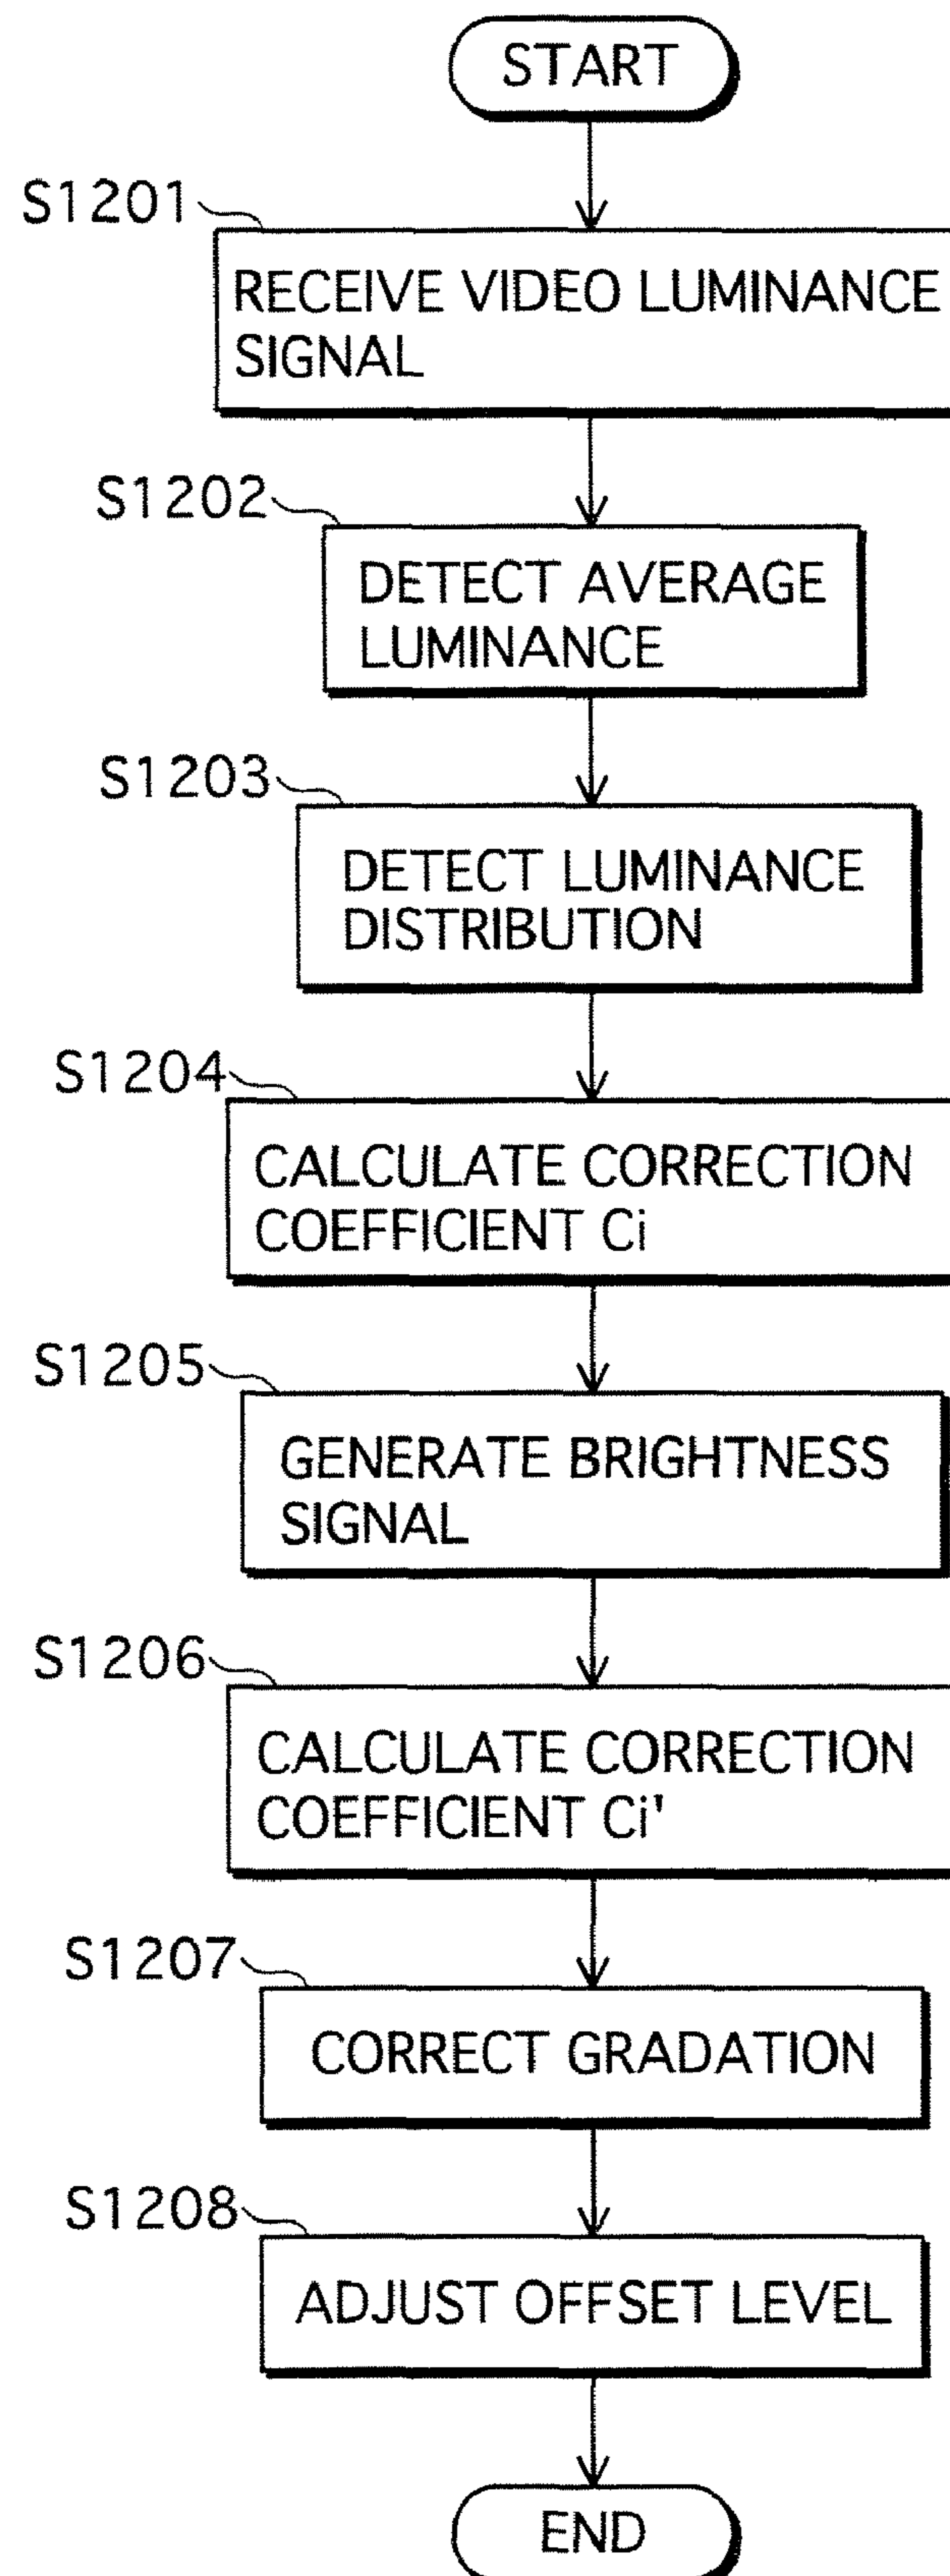 START
S1201
RECEIVE VIDEO LUMINANCE
SIGNAL
S1202
DETECT AVERAGE
LUMINANCE
S1203
DETECT LUMINANCE
DISTRIBUTION
S1204
CALCULATE CORRECTION
COEFFICIENT Ci
S1205
GENERATE BRIGHTNESS
SIGNAL
S1206
CALCULATE CORRECTION
COEFFICIENT Ci'
S1207
CORRECT GRADATION
S1208
ADJUST OFFSET LEVEL
END